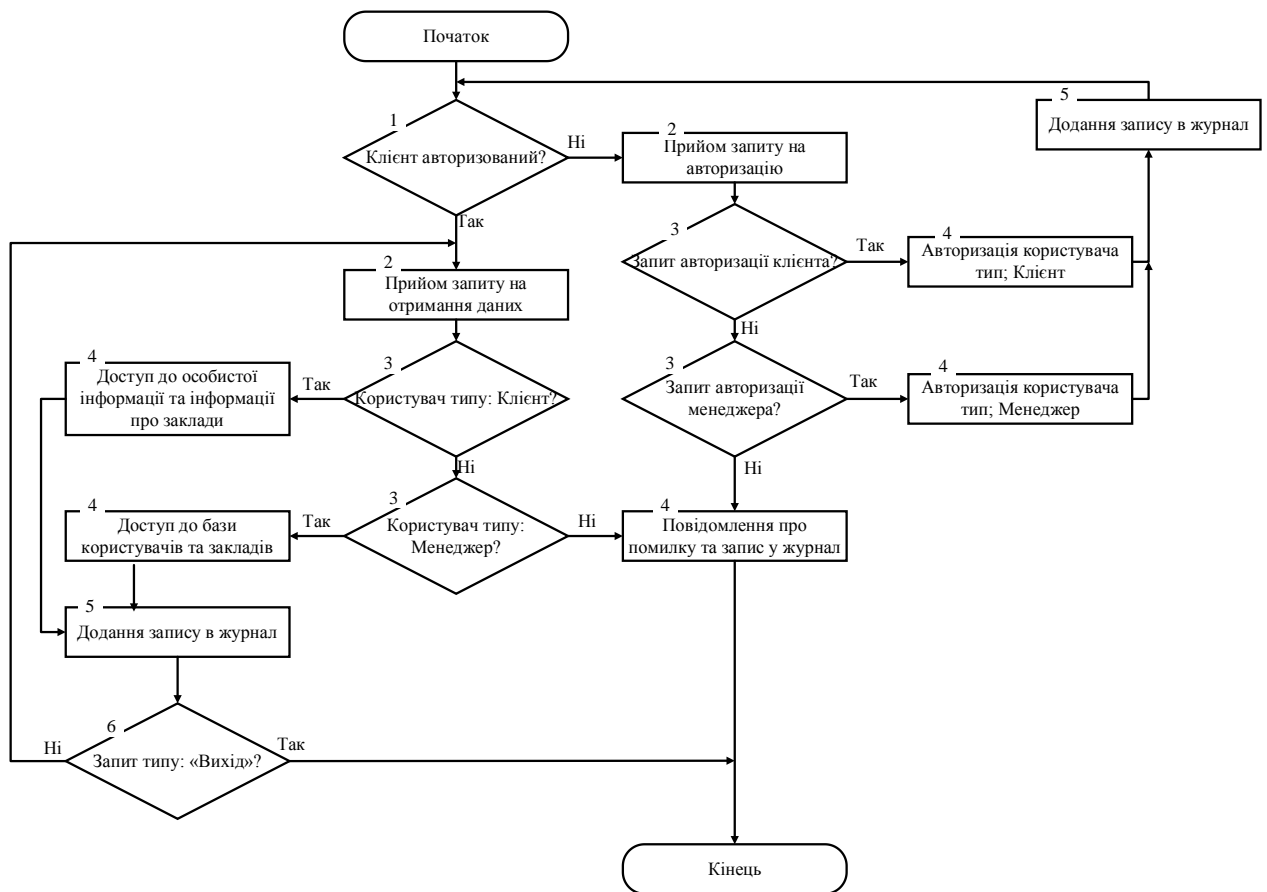 Початок
5
Додання запису в журнал
1
Клієнт авторизований?
Ні
2
Прийом запиту на
авторизацію
Так
3
Запит авторизації клієнта?
Так
4
Авторизація користувача
тип; Клієнт
2
Прийом запиту на
отримання даних
Ні
4
Доступ до особистої
інформації та інформації
про заклади
Так
3
Користувач типу: Клієнт?
3
Запит авторизації
менеджера?
Так
4
Авторизація користувача
тип; Менеджер
Ні
Ні
4
Доступ до бази
користувачів та закладів
Так
3
Користувач типу:
Менеджер?
Ні
4
Повідомлення про
помилку та запис у журнал
5
Додання запису в журнал
6
Ні
Запит типу: «Вихід»?
Так
Кінець